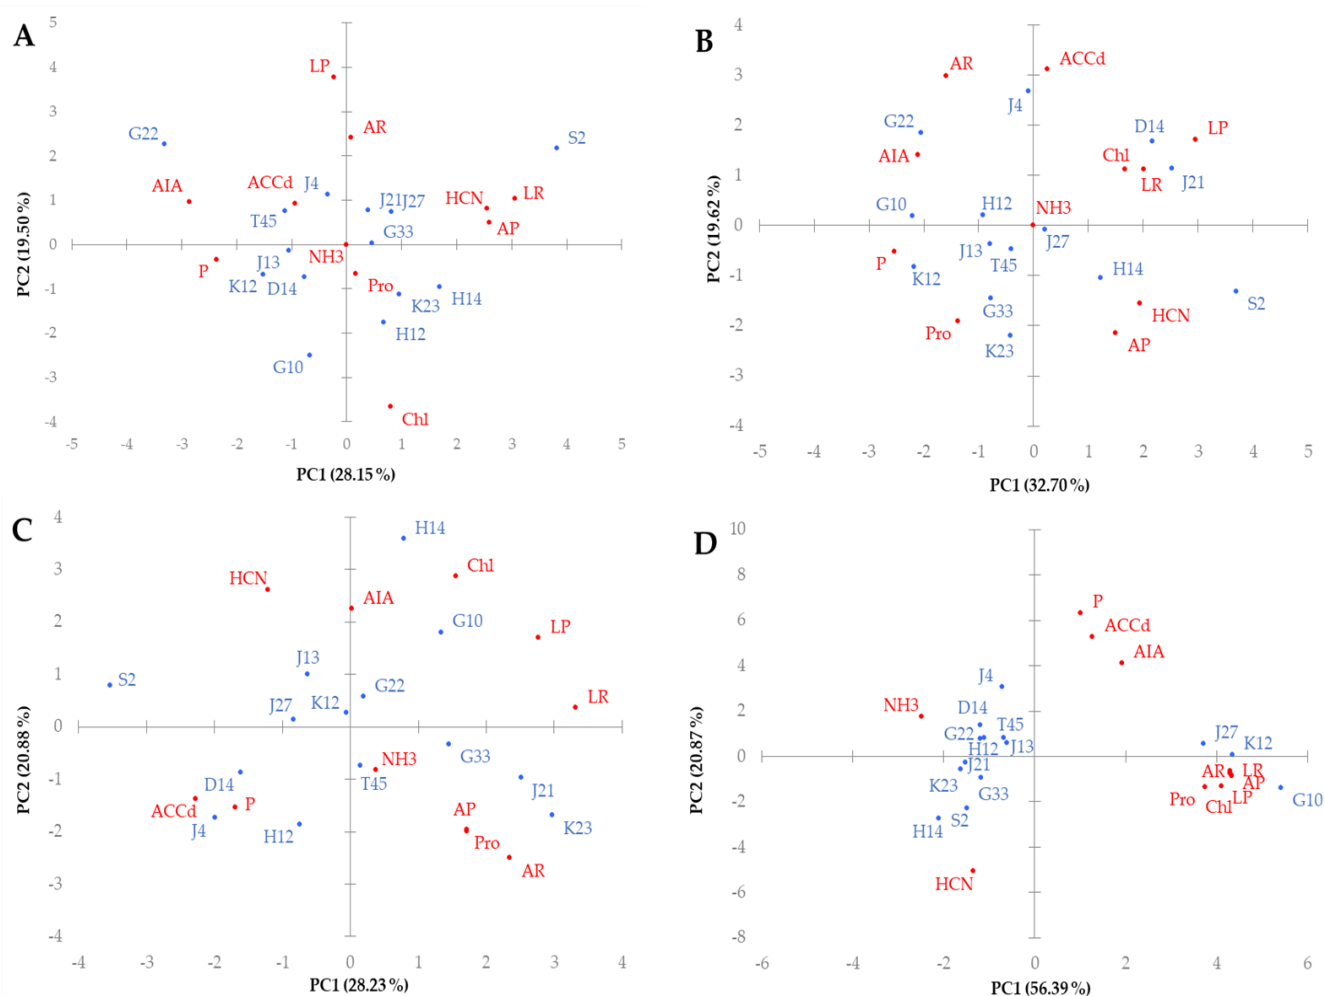 A
5
4
3
2
1
0
-1
-2
-3
-4
-5
-4
-3
-2
-1
0
1
2
3
4
5
PC2 (19.50 %)
PC1 (28.15 %)
LP
AR
G22
S2
AIA
ACCd
J4
T45
J21
J27
HCN
LR
AP
G33
NH3
P
J13
K12
D14
Pro
K23
H14
H12
G10
Chl
B
4
3
2
1
0
-1
-2
-3
-4
-5
-4
-3
-2
-1
0
1
2
3
4
5
PC2 (19.62 %)
PC1 (32.70 %)
AR
ACCd
J4
G22
D14
LP
AIA
Chl
LR
J21
G10
H12
NH3
J27
J13
T45
P
K12
H14
G33
S2
HCN
Pro
K23
AP
C
4
3
2
1
0
-1
-2
-3
-4
-4
-3
-2
-1
0
1
2
3
4
PC2 (20.88 %)
PC1 (28.23 %)
H14
HCN
Chl
AIA
G10
LP
J13
S2
G22
LR
J27
K12
G33
NH3
T45
D14
J21
ACCd
P
J4
H12
AP
Pro
K23
AR
D
10
8
6
4
2
0
-2
-4
-6
-8
-6
-4
-2
0
2
4
6
PC2 (20.87 %)
PC1 (56.39 %)
P
ACCd
AIA
J4
NH3
D14
G22
T45
H12
J13
J21
K23
G33
S2
H14
HCN
J27
K12
AR
LR
AP
Pro
LP
Chl
G10